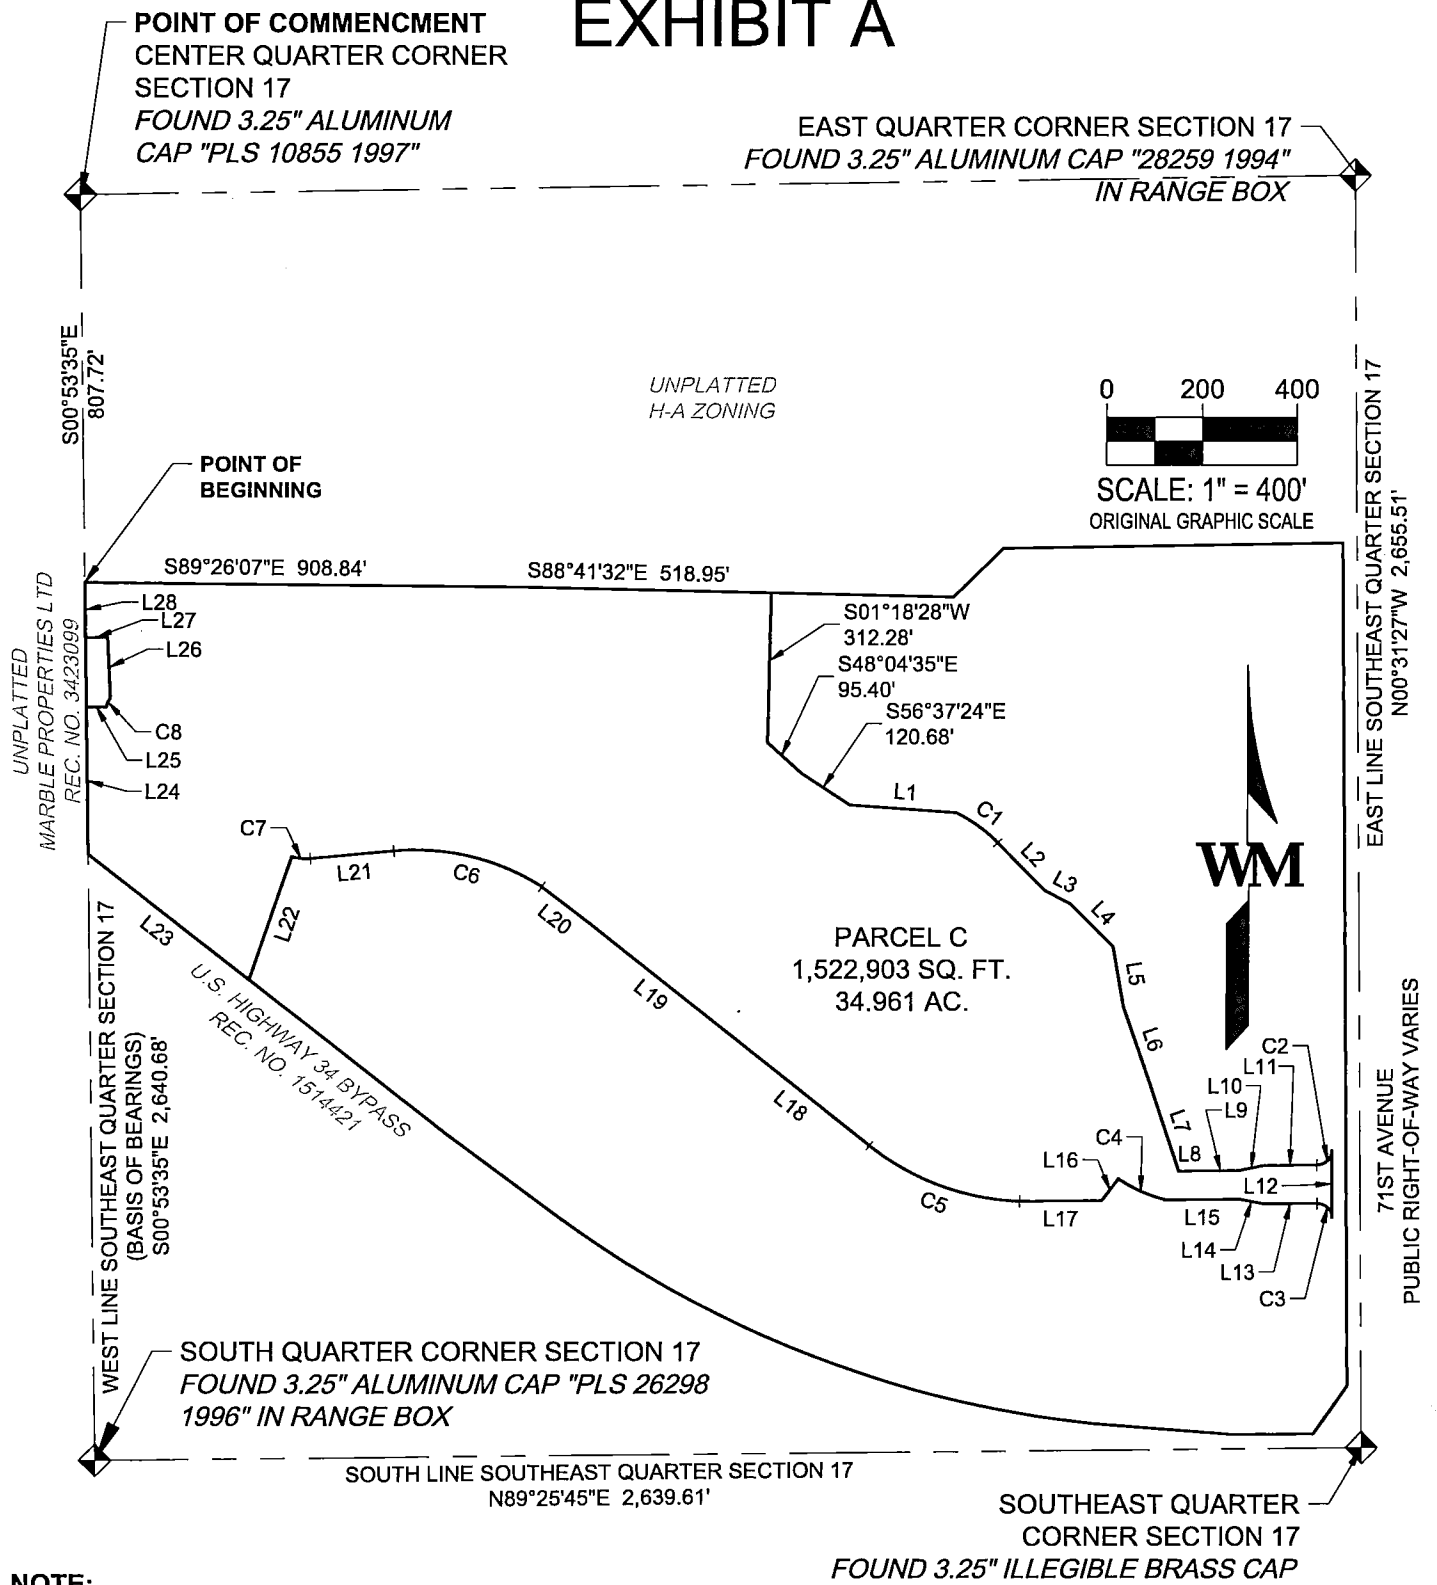 EXHIBIT A
POINT OF COMMENCMENT
CENTER QUARTER CORNER
SECTION 17
FOUND 3.25" ALUMINUM
CAP "PLS 10855 1997"
EAST QUARTER CORNER SECTION 17
FOUND 3.25" ALUMINUM CAP "28259 1994"
IN RANGE BOX
S00°53'35"E
807.72'
UNPLATTED
H-A ZONING
0 200 400
SCALE: 1" = 400'
ORIGINAL GRAPHIC SCALE
EAST LINE SOUTHEAST QUARTER SECTION 17
N00°31'27"W 2,655.51'
POINT OF
BEGINNING
S89°26'07"E 908.84'
S88°41'32"E 518.95'
L28
L27
L26
C8
L25
L24
UNPLATTED
MARBLE PROPERTIES LTD
REC. NO. 3423099
S01°18'28"W
312.28'
S48°04'35"E
95.40'
S56°37'24"E
120.68'
L1
C1
L2
L3
L4
L5
L6
L7
L8
L9
L10
L11
C2
L12
WM
C7
L21
C6
L22
L20
L23
L19
L18
PARCEL C
1,522,903 SQ. FT.
34.961 AC.
U.S. HIGHWAY 34 BYPASS
REC. NO. 1514421
C5
L17
L16
C4
L15
L14
L13
C3
71ST AVENUE
PUBLIC RIGHT-OF-WAY VARIES
WEST LINE SOUTHEAST QUARTER SECTION 17
(BASIS OF BEARINGS)
S00°53'35"E 2,640.68'
SOUTH QUARTER CORNER SECTION 17
FOUND 3.25" ALUMINUM CAP "PLS 26298
1996" IN RANGE BOX
SOUTH LINE SOUTHEAST QUARTER SECTION 17
N89°25'45"E 2,639.61'
SOUTHEAST QUARTER
CORNER SECTION 17
FOUND 3.25" ILLEGIBLE BRASS CAP
NOTE: